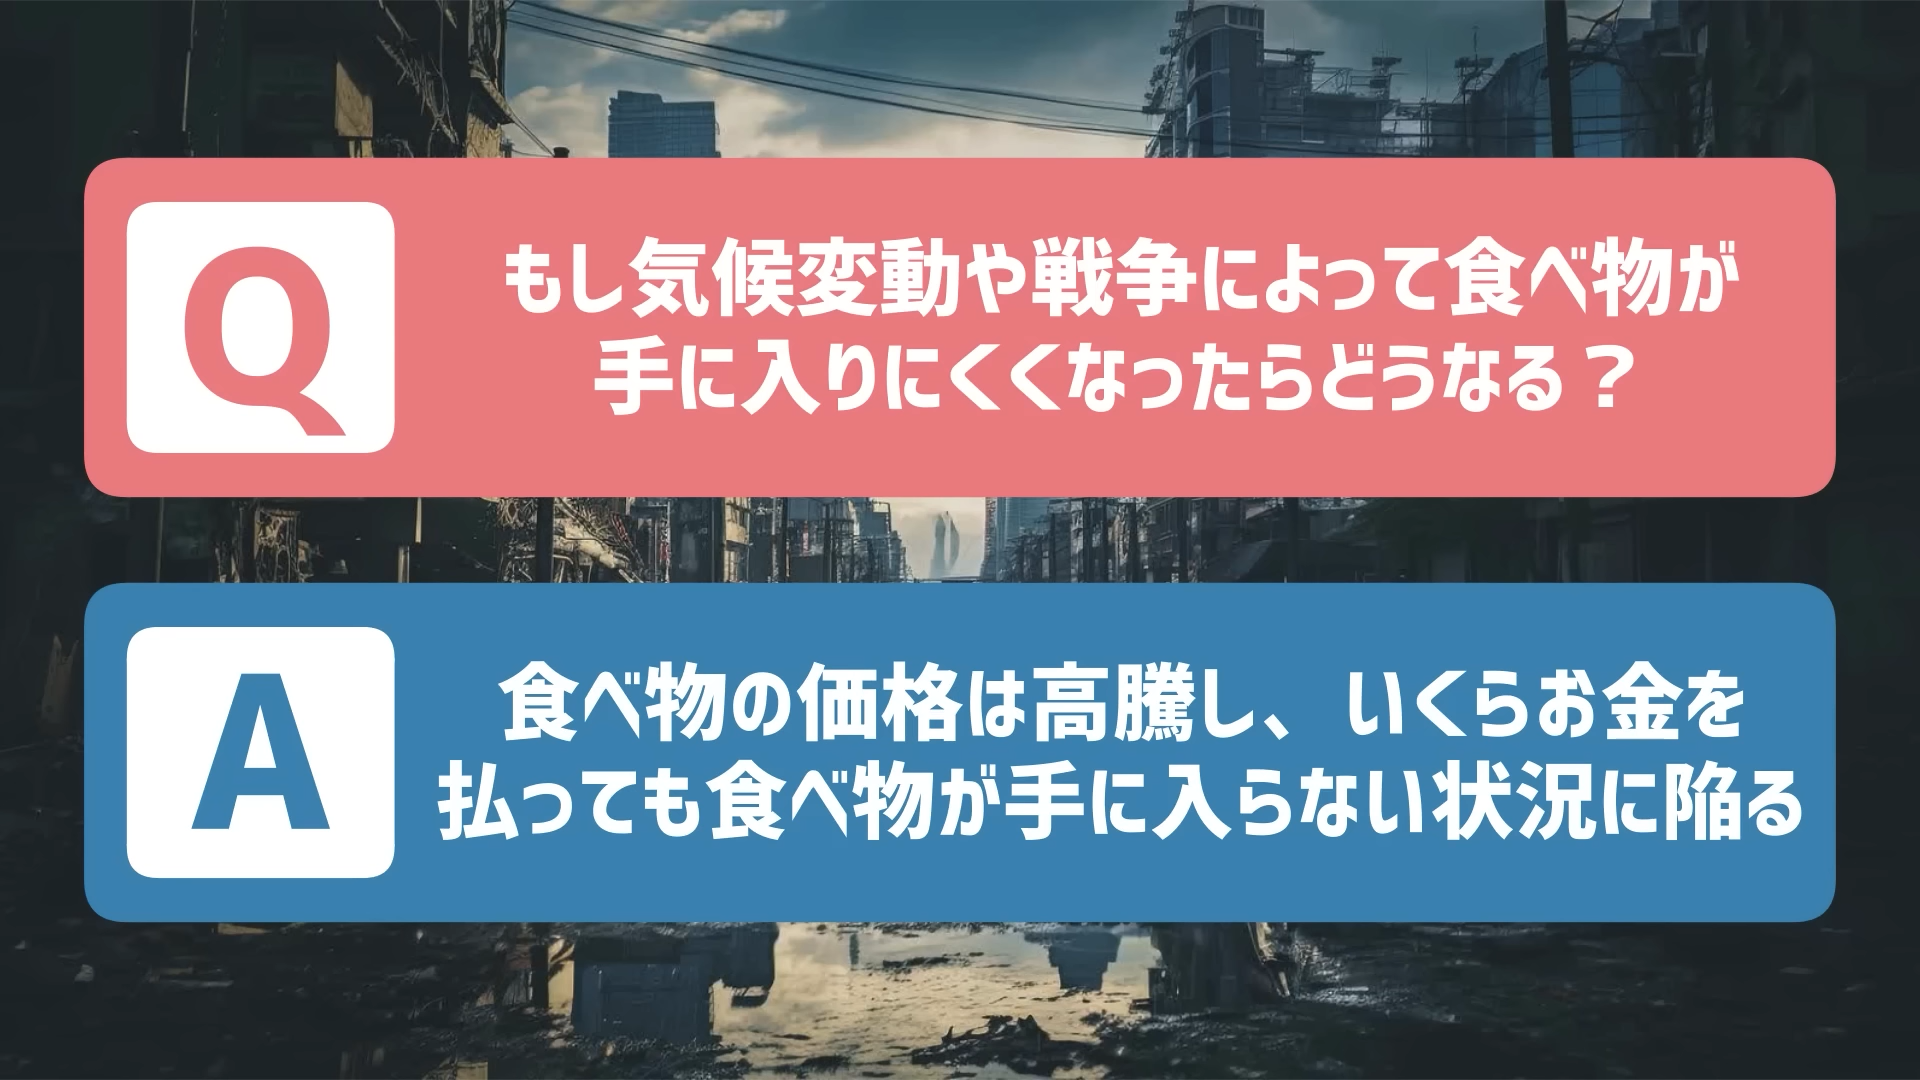 Q
もし気候変動や戦争によって食べ物が
手に入りにくくなったらどうなる？
A
食べ物の価格は高騰し、いくらお金を
払っても食べ物が手に入らない状況に陥る